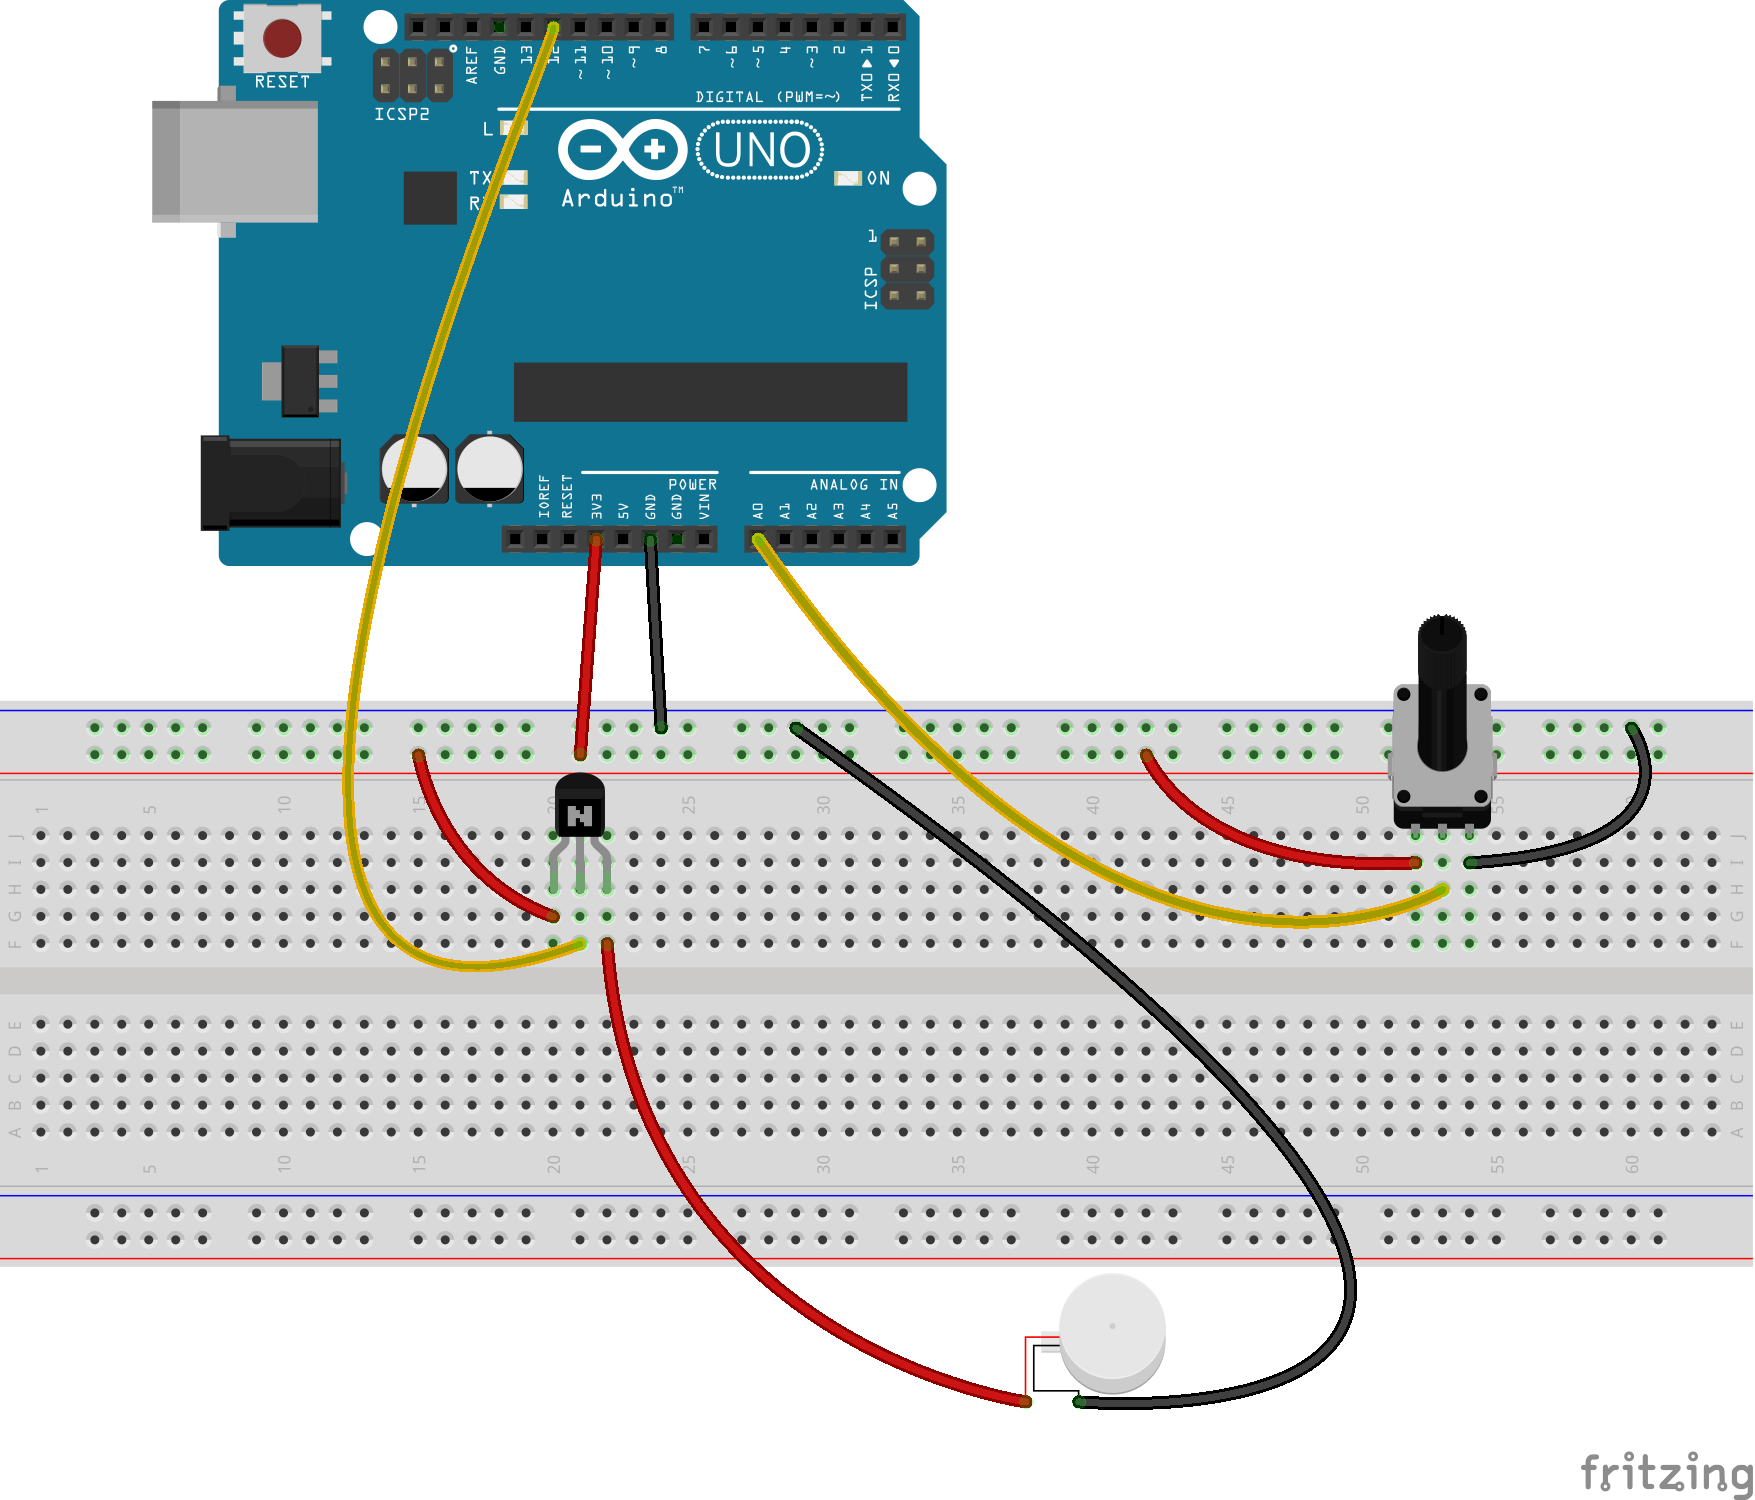 RESET
ICSP2
AREF
GND
13
12
~11
~10
~9
8
7
~6
~5
4
~3
2
TX0▶1
RX0◀0
DIGITAL (PWM=~)
L
TX
R
Arduino™
UNO
ON
1
ICSP
POWER
ANALOG IN
IOREF
RESET
3V3
5V
GND
GND
VIN
A0
A1
A2
A3
A4
A5
N
1 5 10 15 20 25 30 35 40 45 50 55
J J
I I
H H
G G
F F
E E
D D
C C
B B
A A
1 5 10 15 20 25 30 35 40 45 50 55 60
fritzing